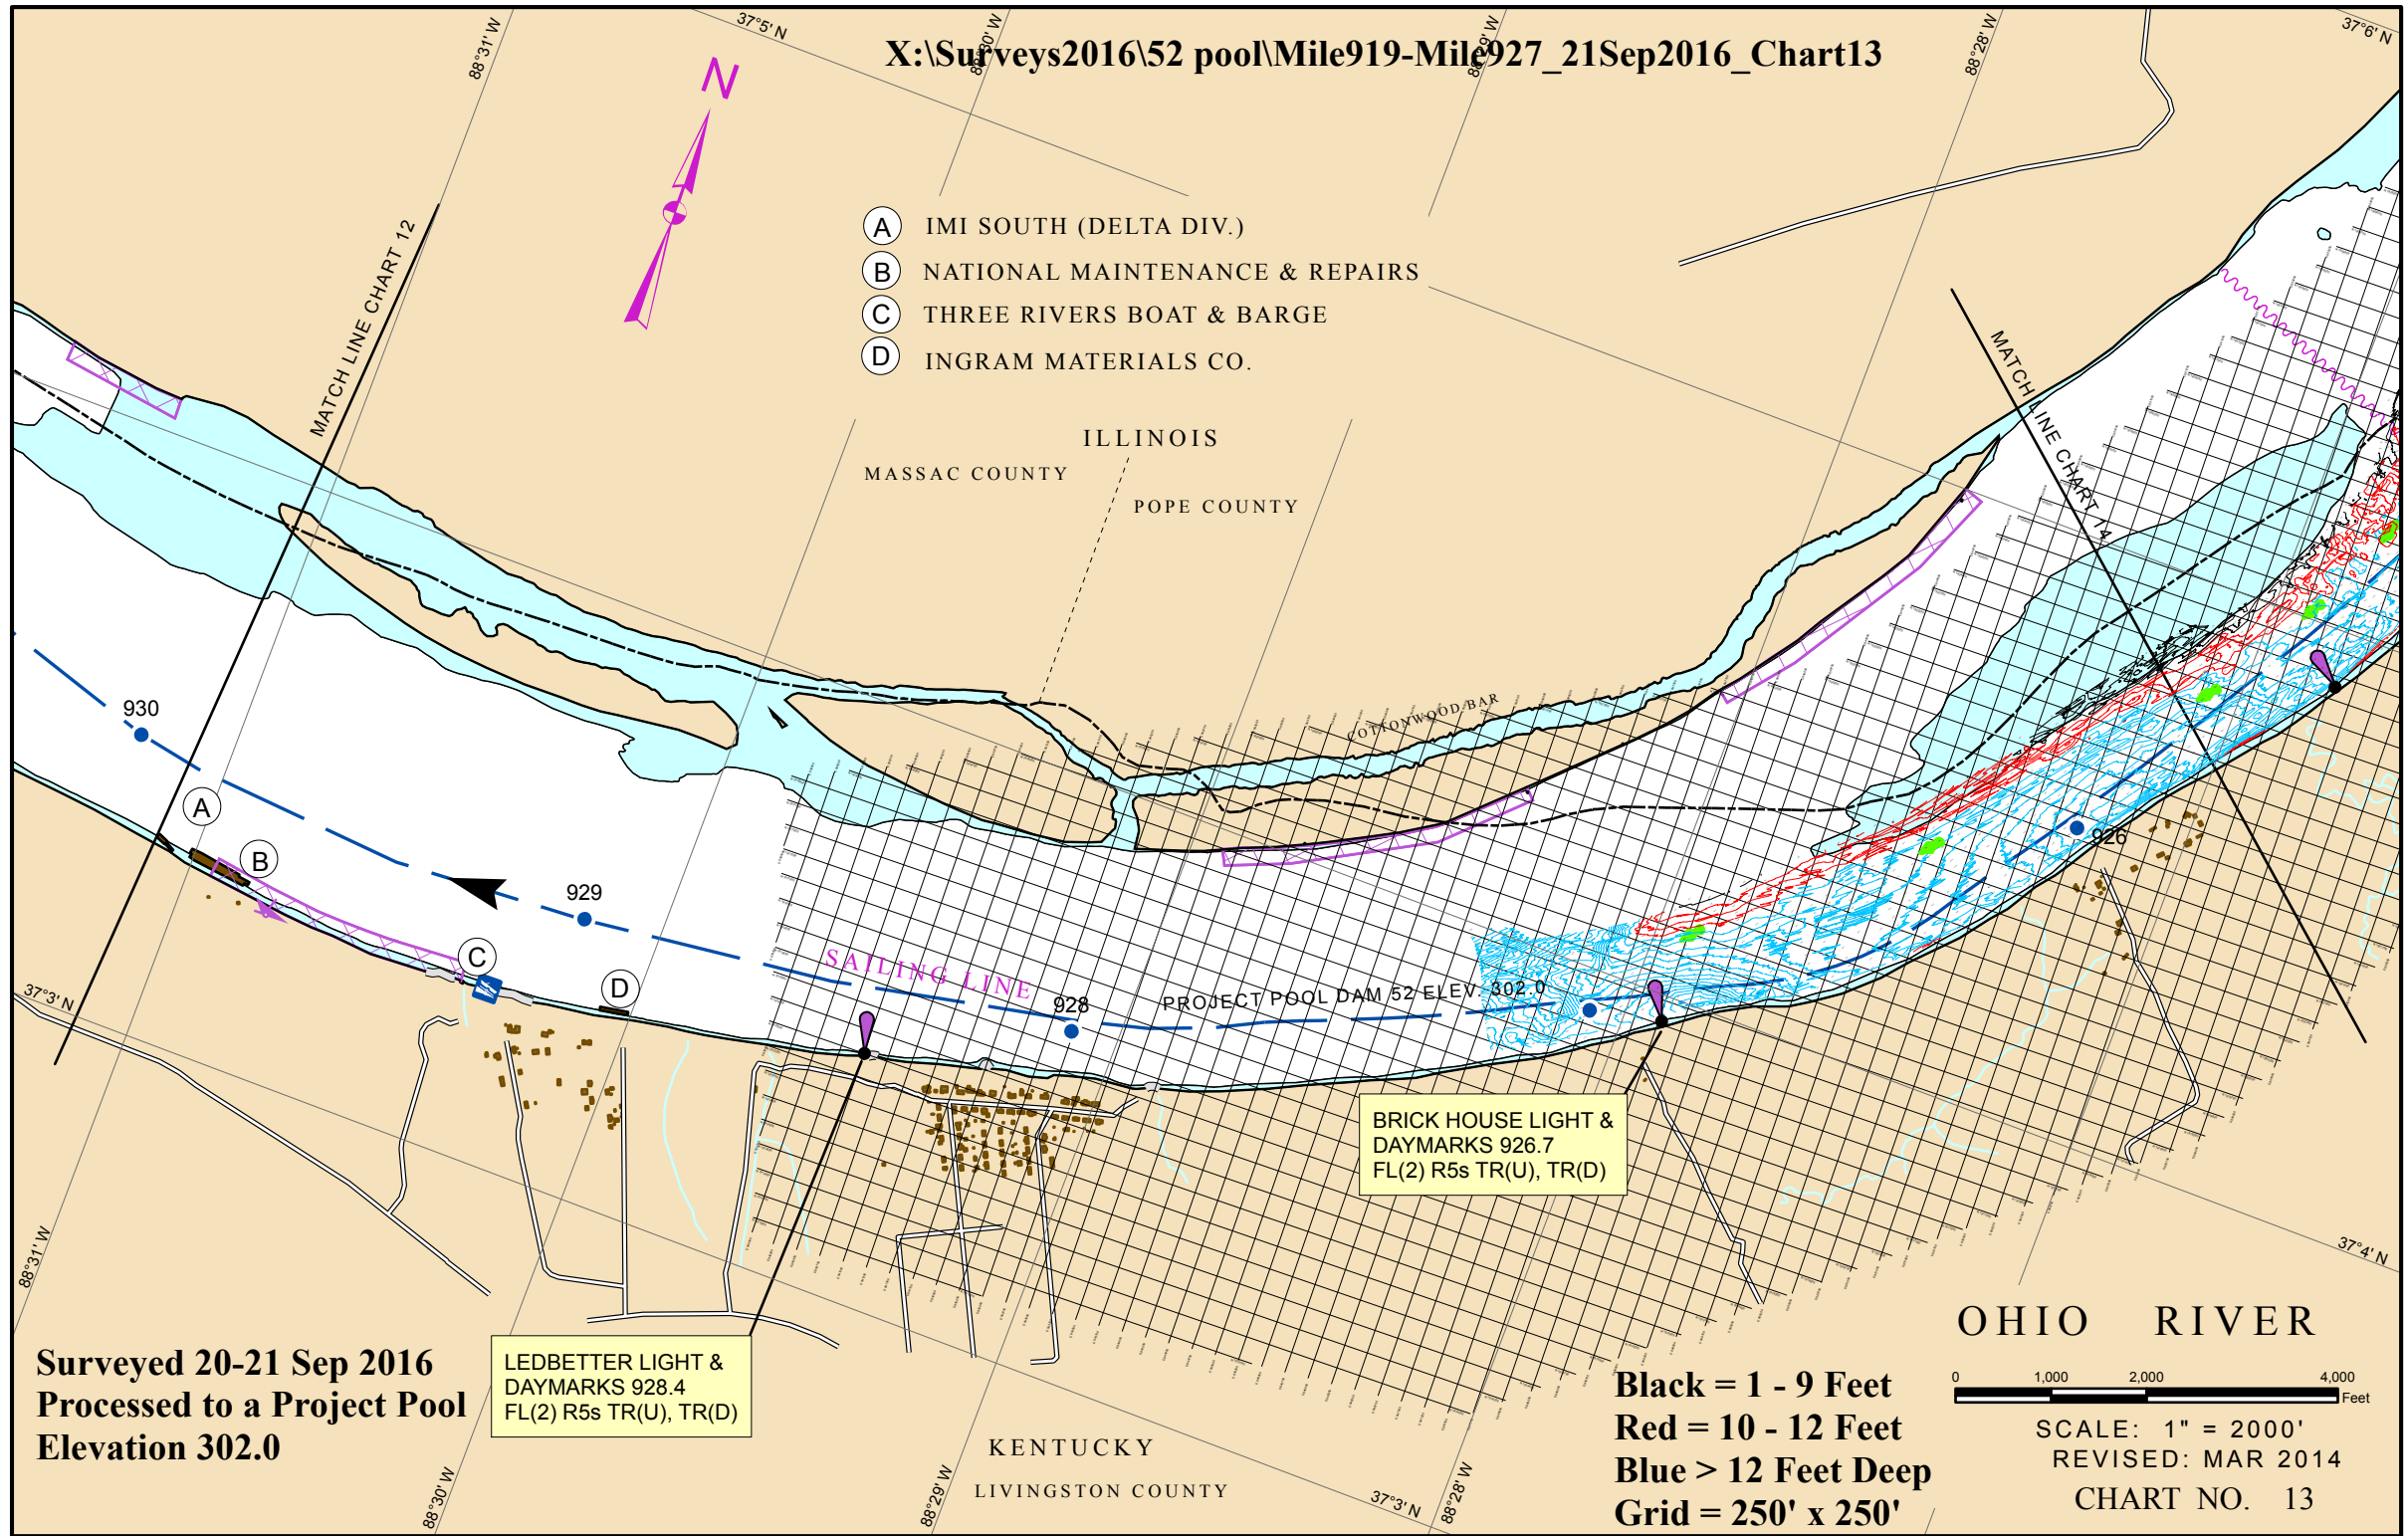 X:\Surveys2016\52 pool\Mile919-Mile927_21Sep2016_Chart13
88°31' W
37°5' N
88°30' W
88°29' W
88°28' W
37°6' N
N
MATCH LINE CHART 12
A IMI SOUTH (DELTA DIV.)
B NATIONAL MAINTENANCE & REPAIRS
C THREE RIVERS BOAT & BARGE
D INGRAM MATERIALS CO.
ILLINOIS
MASSAC COUNTY
POPE COUNTY
MATCH LINE CHART 14
COTTONWOOD BAR
930
A
B
929
C
D
SAILING LINE
928
PROJECT POOL DAM 52 ELEV. 302.0
926
37°3' N
BRICK HOUSE LIGHT &
DAYMARKS 926.7
FL(2) R5s TR(U), TR(D)
LEDBETTER LIGHT &
DAYMARKS 928.4
FL(2) R5s TR(U), TR(D)
88°31' W
37°4' N
Surveyed 20-21 Sep 2016
Processed to a Project Pool
Elevation 302.0
88°30' W
88°29' W
KENTUCKY
LIVINGSTON COUNTY
37°3' N
88°28' W
Black = 1 - 9 Feet
Red = 10 - 12 Feet
Blue > 12 Feet Deep
Grid = 250' x 250'
OHIO RIVER
0 1,000 2,000 4,000
Feet
SCALE: 1" = 2000'
REVISED: MAR 2014
CHART NO. 13